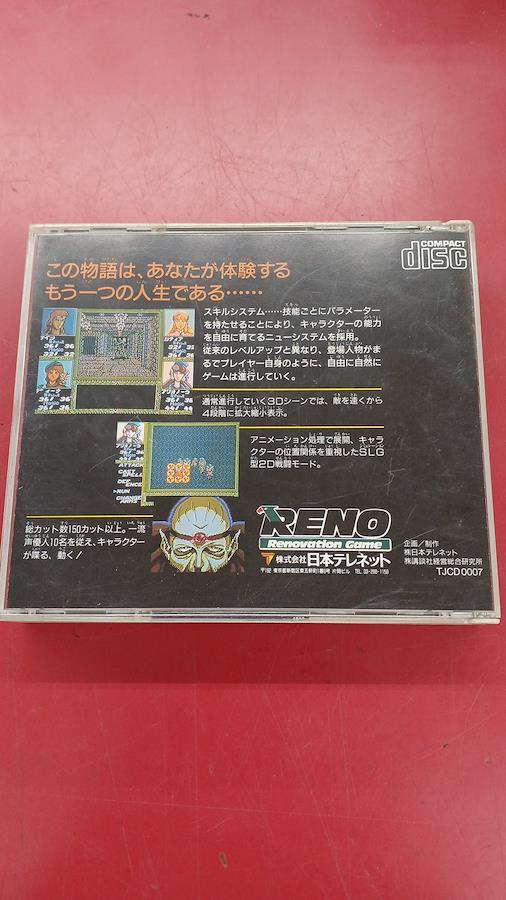 COMPACT
disc
この物語は、あなたが体験する
もう一つの人生である……
スキルシステム……技能ごとにパラメーター
を持たせることにより、キャラクターの能力
を自由に育てるニューシステムを採用。
従来のレベルアップと異なり、登場人物がま
るでプレイヤー自身のように、自由に自然に
ゲームは進行していく。
通常進行していく3Dシーンでは、敵を遠くから
4段階に拡大縮小表示。
ATTACK
CAST
SPELL
DEF
ENCE
RUN
CHANGE
ARMS
アニメーション処理で展開、キャラ
クターの位置関係を重視したSLG
型2D戦闘モード。
総カット数150カット以上。一流
声優人10名を従え、キャラクター
が喋る、動く!
RENO
Renovation Game
株式会社日本テレネット
企画/制作
㈱日本テレネット
㈱講談社経営総合研究所
TJCD0007